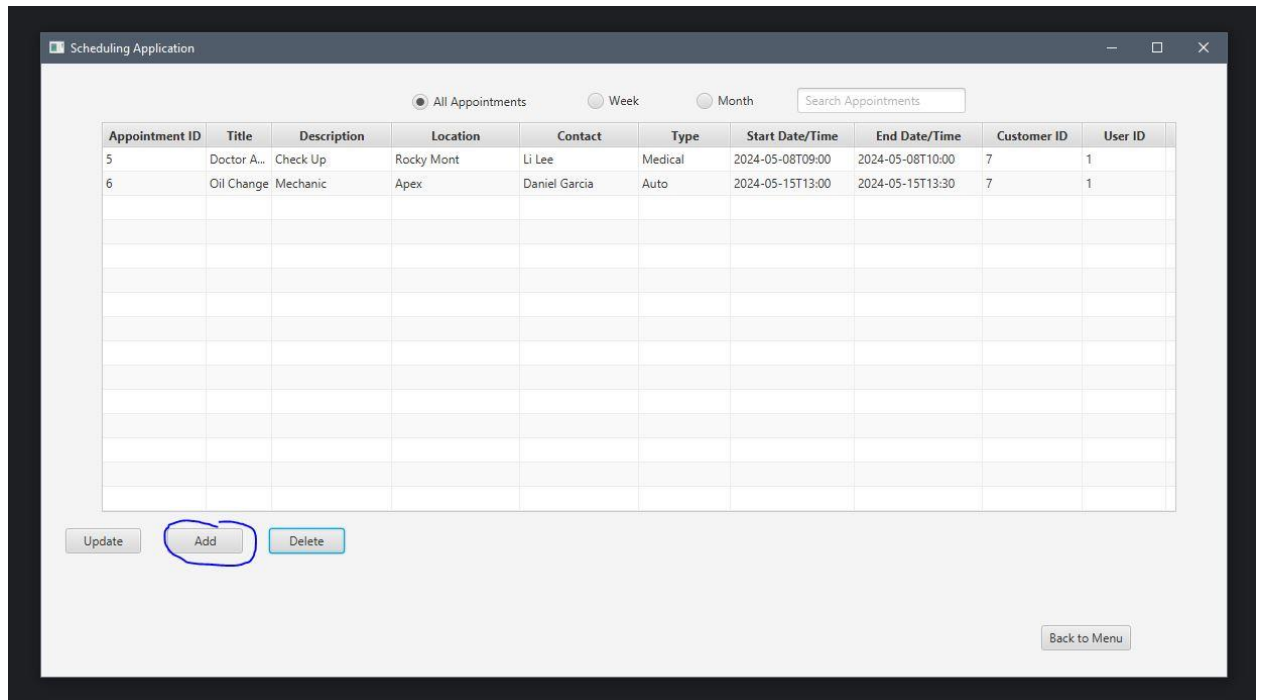 Scheduling Application
All Appointments Week Month Search Appointments
Appointment ID Title Description Location Contact Type Start Date/Time End Date/Time Customer ID User ID
5 Doctor A... Check Up Rocky Mont Li Lee Medical 2024-05-08T09:00 2024-05-08T10:00 7 1
6 Oil Change Mechanic Apex Daniel Garcia Auto 2024-05-15T13:00 2024-05-15T13:30 7 1
Update Add Delete
Back to Menu